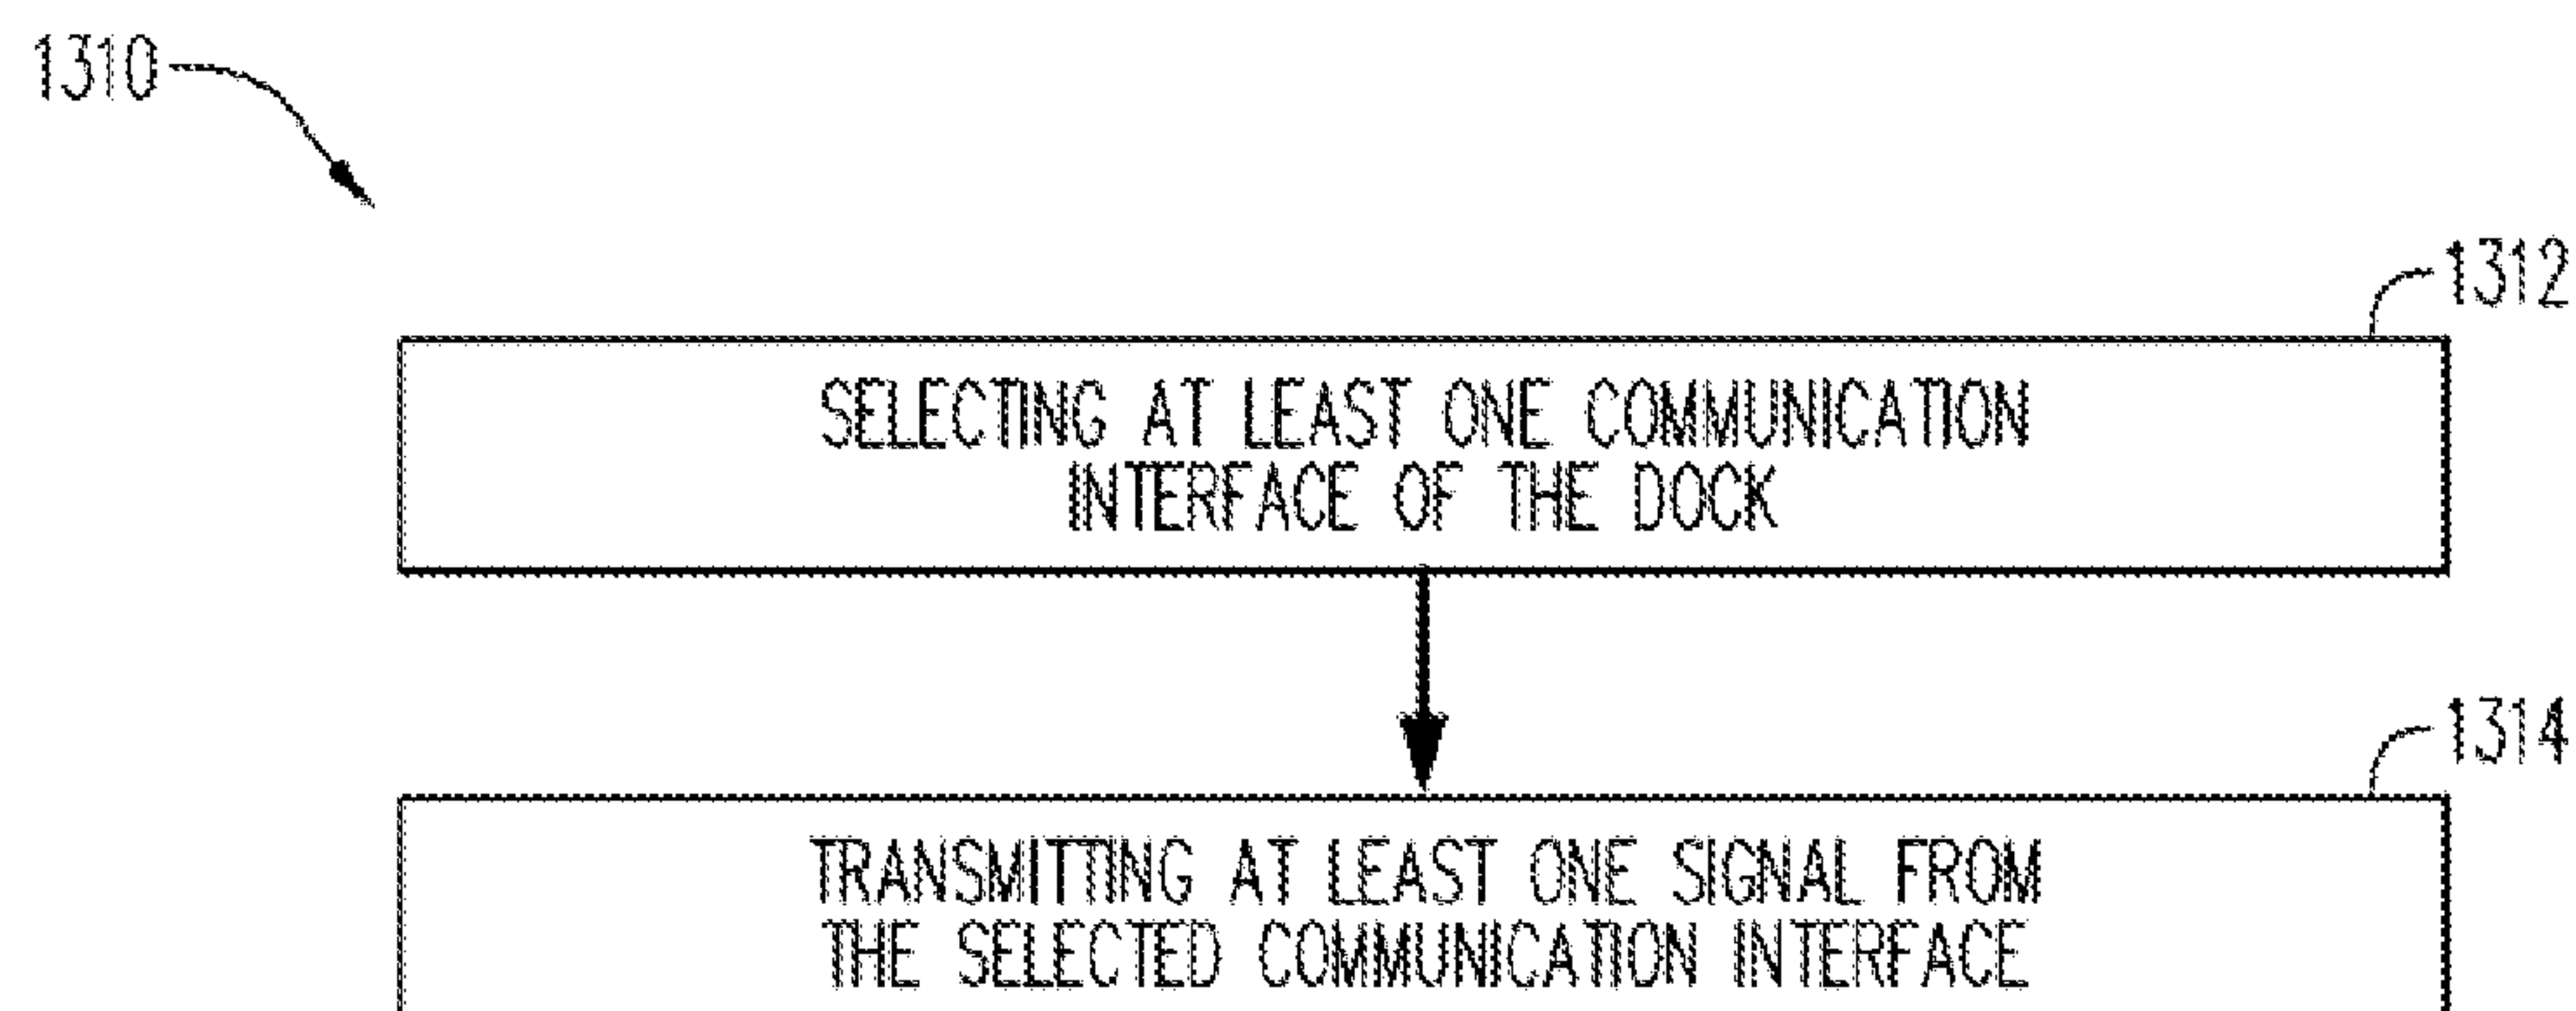 1310
1312
SELECTING AT LEAST ONE COMMUNICATION
INTERFACE OF THE DOCK
1314
TRANSMITTING AT LEAST ONE SIGNAL FROM
THE SELECTED COMMUNICATION INTERFACE